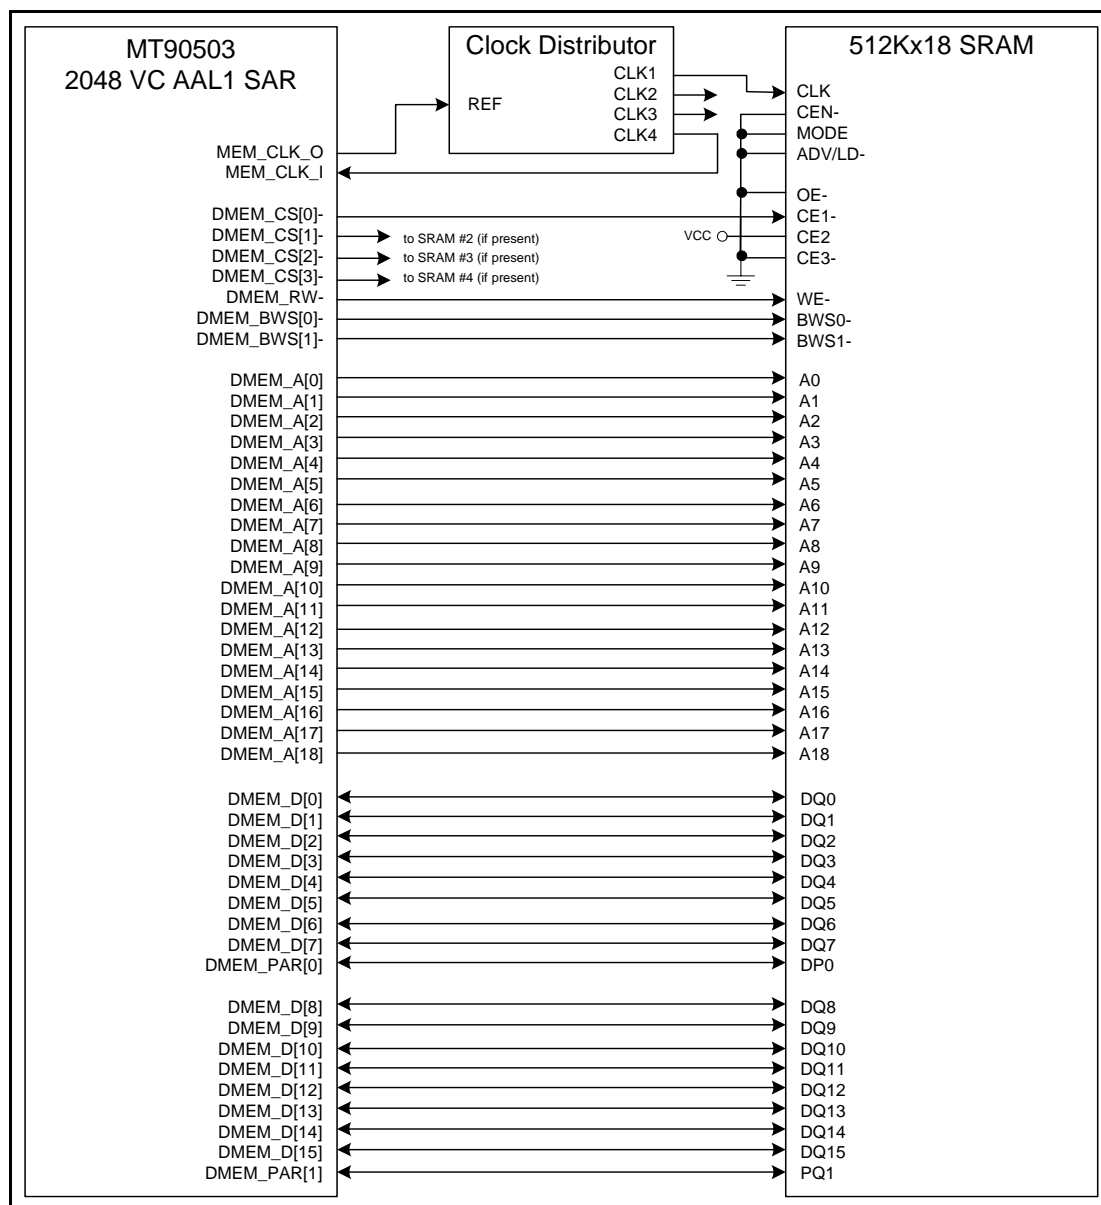 MT90503
2048 VC AAL1 SAR
Clock Distributor
512Kx18 SRAM
CLK1
CLK2
CLK3
CLK4
REF
CLK
CEN-
MODE
ADV/LD-
MEM_CLK_O
MEM_CLK_I
OE-
DMEM_CS[0]-
CE1-
DMEM_CS[1]-
to SRAM #2 (if present)
VCC
CE2
DMEM_CS[2]-
to SRAM #3 (if present)
CE3-
DMEM_CS[3]-
to SRAM #4 (if present)
DMEM_RW-
WE-
DMEM_BWS[0]-
BWS0-
DMEM_BWS[1]-
BWS1-
DMEM_A[0]
A0
DMEM_A[1]
A1
DMEM_A[2]
A2
DMEM_A[3]
A3
DMEM_A[4]
A4
DMEM_A[5]
A5
DMEM_A[6]
A6
DMEM_A[7]
A7
DMEM_A[8]
A8
DMEM_A[9]
A9
DMEM_A[10]
A10
DMEM_A[11]
A11
DMEM_A[12]
A12
DMEM_A[13]
A13
DMEM_A[14]
A14
DMEM_A[15]
A15
DMEM_A[16]
A16
DMEM_A[17]
A17
DMEM_A[18]
A18
DMEM_D[0]
DQ0
DMEM_D[1]
DQ1
DMEM_D[2]
DQ2
DMEM_D[3]
DQ3
DMEM_D[4]
DQ4
DMEM_D[5]
DQ5
DMEM_D[6]
DQ6
DMEM_D[7]
DQ7
DMEM_PAR[0]
DP0
DMEM_D[8]
DQ8
DMEM_D[9]
DQ9
DMEM_D[10]
DQ10
DMEM_D[11]
DQ11
DMEM_D[12]
DQ12
DMEM_D[13]
DQ13
DMEM_D[14]
DQ14
DMEM_D[15]
DQ15
DMEM_PAR[1]
PQ1